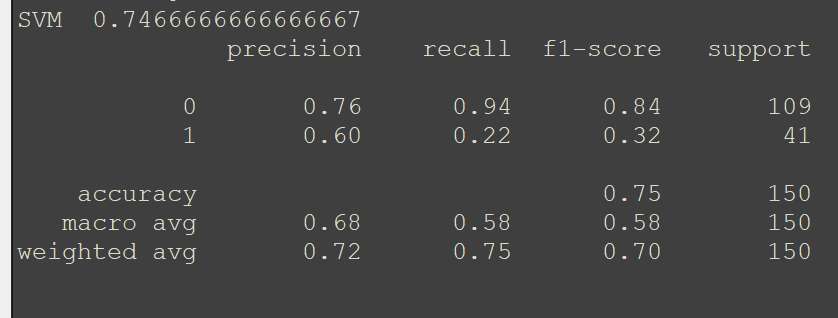 SVM  0.7466666666666667
              precision    recall  f1-score   support

           0       0.76      0.94      0.84       109
           1       0.60      0.22      0.32        41

    accuracy                           0.75       150
   macro avg       0.68      0.58      0.58       150
weighted avg       0.72      0.75      0.70       150